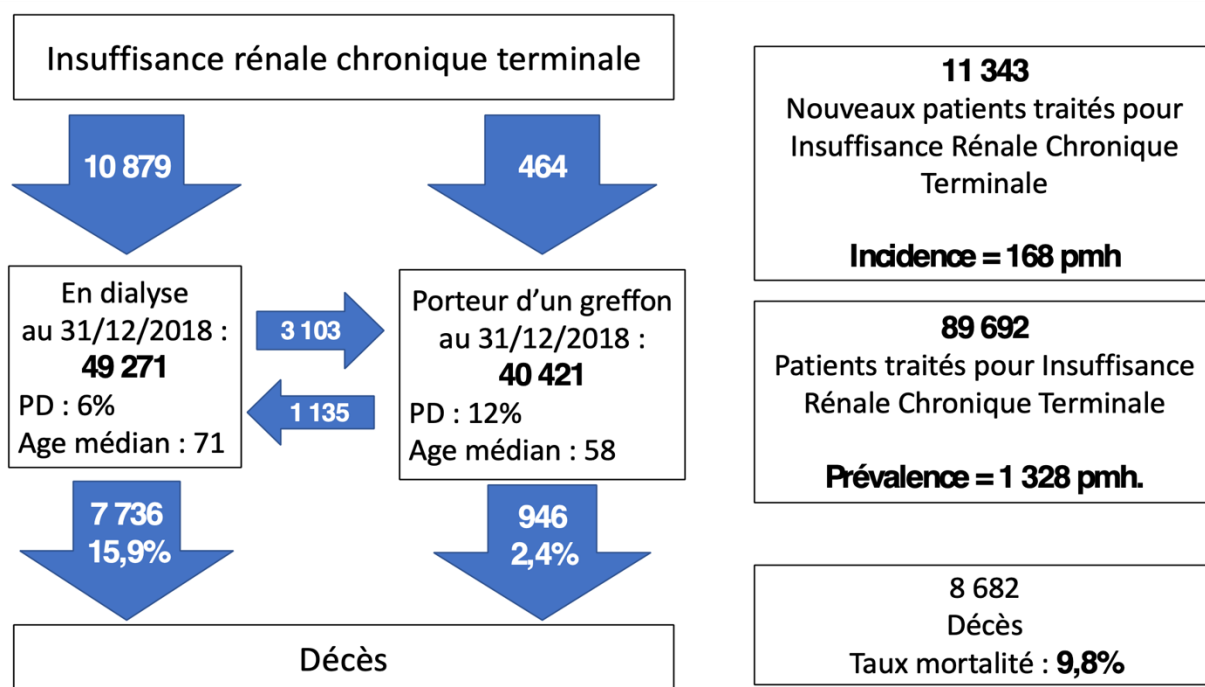 Insuffisance rénale chronique terminale
10 879
464
En dialyse
au 31/12/2018 :
49 271
PD : 6%
Age médian : 71
3 103
1 135
Porteur d’un greffon
au 31/12/2018 :
40 421
PD : 12%
Age médian : 58
7 736
15,9%
946
2,4%
Décès
11 343
Nouveaux patients traités pour
Insuffisance Rénale Chronique
Terminale
Incidence = 168 pmh
89 692
Patients traités pour Insuffisance
Rénale Chronique Terminale
Prévalence = 1 328 pmh.
8 682
Décès
Taux mortalité : 9,8%